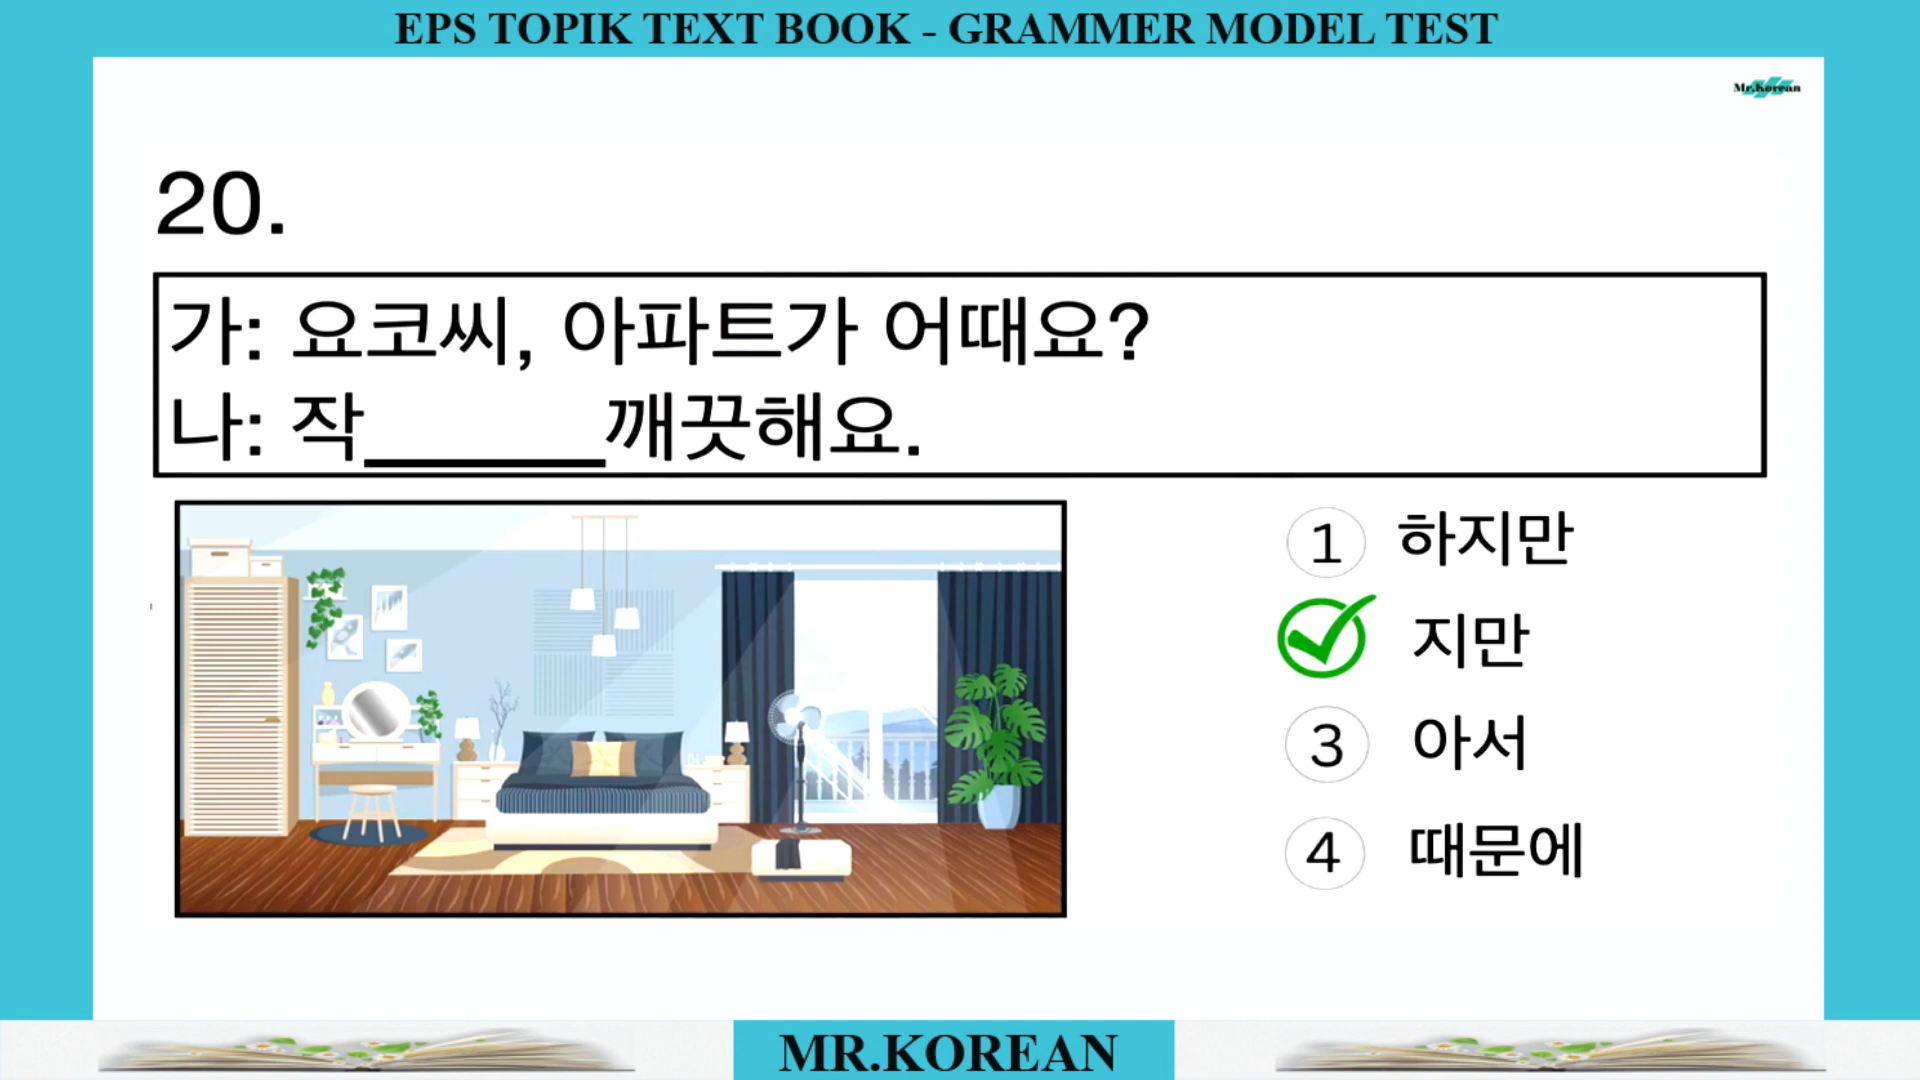 EPS TOPIK TEXT BOOK - GRAMMER MODEL TEST
Mr.Korean
20.
가: 요코씨, 아파트가 어때요?
나: 작______깨끗해요.
1 하지만
지만
3 아서
4 때문에
MR.KOREAN